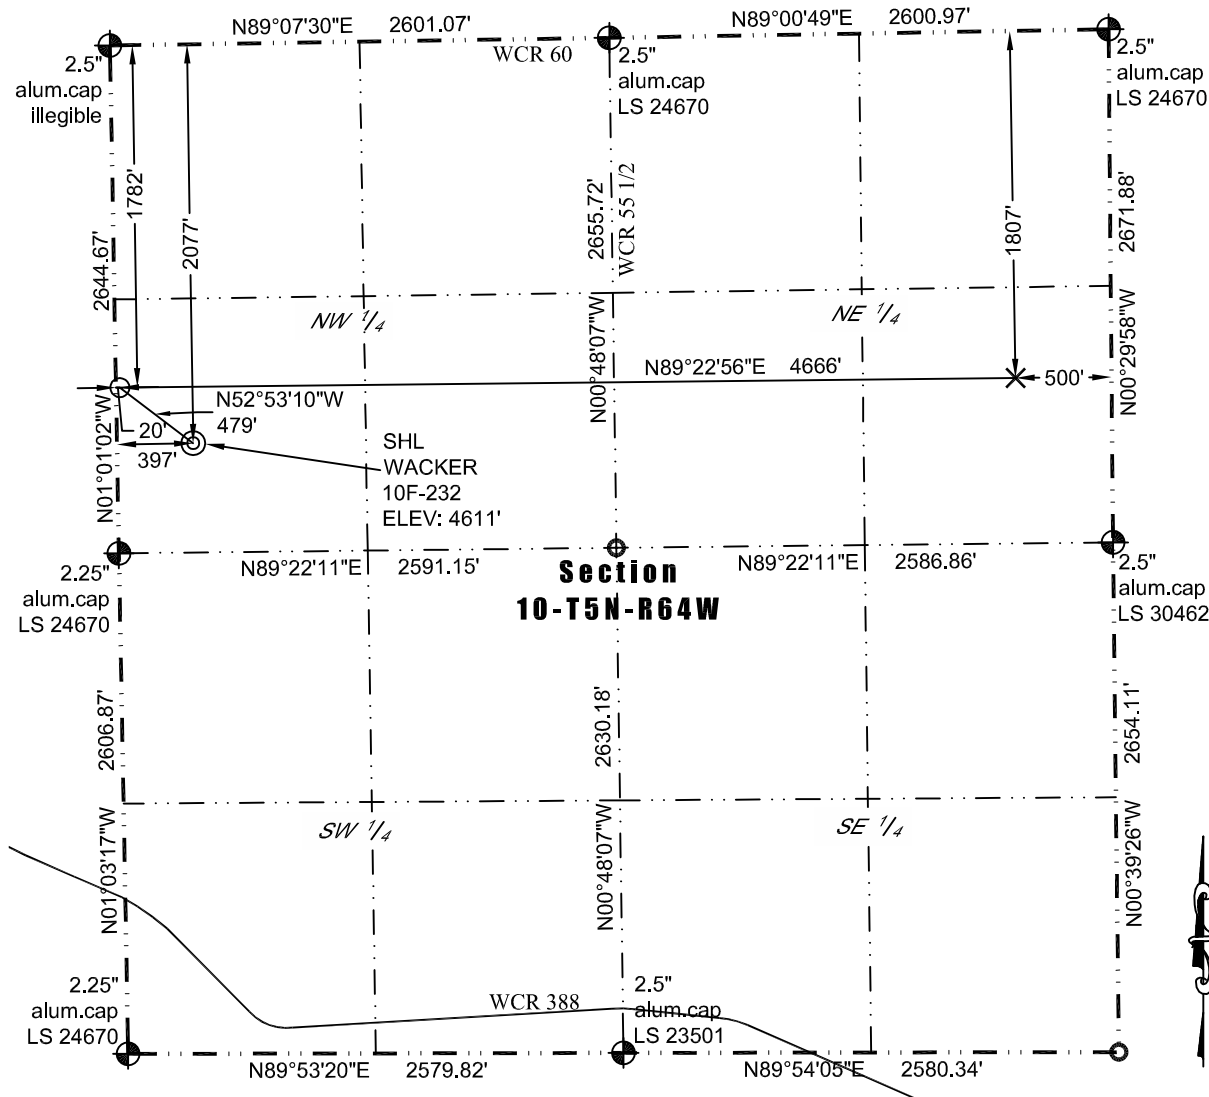 N89°07'30"E 2601.07'
N89°00'49"E 2600.97'
WCR 60
2.5"
alum.cap
illegible
2.5"
alum.cap
LS 24670
2.5"
alum.cap
LS 24670
1782'
2077'
2655.72'
WCR 55 1/2
1807'
2671.88'
2644.67'
NW 1/4
NE 1/4
N00°48'07"W
N00°29'58"W
N89°22'56"E 4666'
500'
N52°53'10"W
479'
20'
397'
N01°01'02"W
SHL
WACKER
10F-232
ELEV: 4611'
N89°22'11"E 2591.15'
N89°22'11"E 2586.86'
Section
10-T5N-R64W
2.25"
alum.cap
LS 24670
2.5"
alum.cap
LS 30462
2606.87'
2630.18'
2654.11'
SW 1/4
SE 1/4
N01°03'17"W
N00°48'07"W
N00°39'26"W
2.25"
alum.cap
LS 24670
WCR 388
2.5"
alum.cap
LS 23501
N89°53'20"E 2579.82'
N89°54'05"E 2580.34'